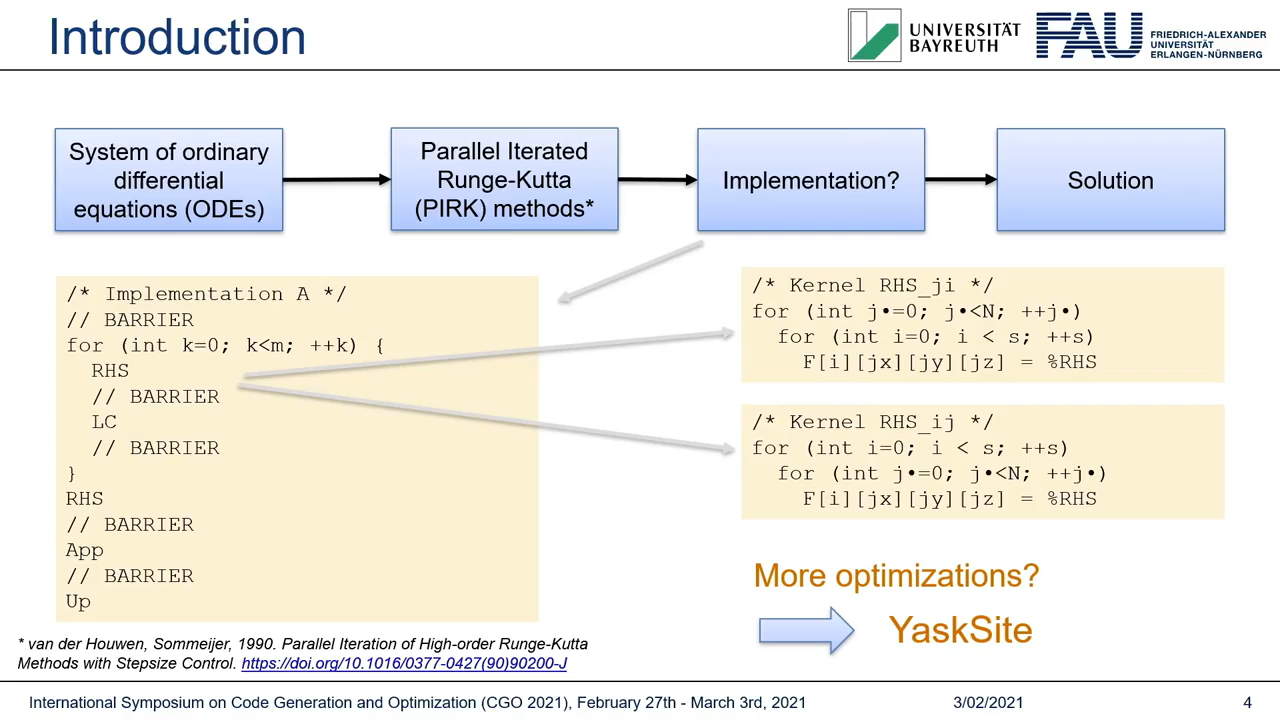 Introduction
UNIVERSITÄT
BAYREUTH
FAU
FRIEDRICH-ALEXANDER
UNIVERSITÄT
ERLANGEN-NÜRNBERG
System of ordinary
differential
equations (ODEs)
Parallel Iterated
Runge-Kutta
(PIRK) methods*
Implementation?
Solution
/* Implementation A */
// BARRIER
for (int k=0; k<m; ++k) {
RHS
// BARRIER
LC
// BARRIER
}
RHS
// BARRIER
App
// BARRIER
Up
/* Kernel RHS_ji */
for (int j•=0; j•<N; ++j•)
for (int i=0; i < s; ++s)
F[i][jx][jy][jz] = %RHS
/* Kernel RHS_ij */
for (int i=0; i < s; ++s)
for (int j•=0; j•<N; ++j•)
F[i][jx][jy][jz] = %RHS
More optimizations?
YaskSite
* van der Houwen, Sommeijer, 1990. Parallel Iteration of High-order Runge-Kutta
Methods with Stepsize Control. https://doi.org/10.1016/0377-0427(90)90200-J
International Symposium on Code Generation and Optimization (CGO 2021), February 27th - March 3rd, 2021
3/02/2021
4